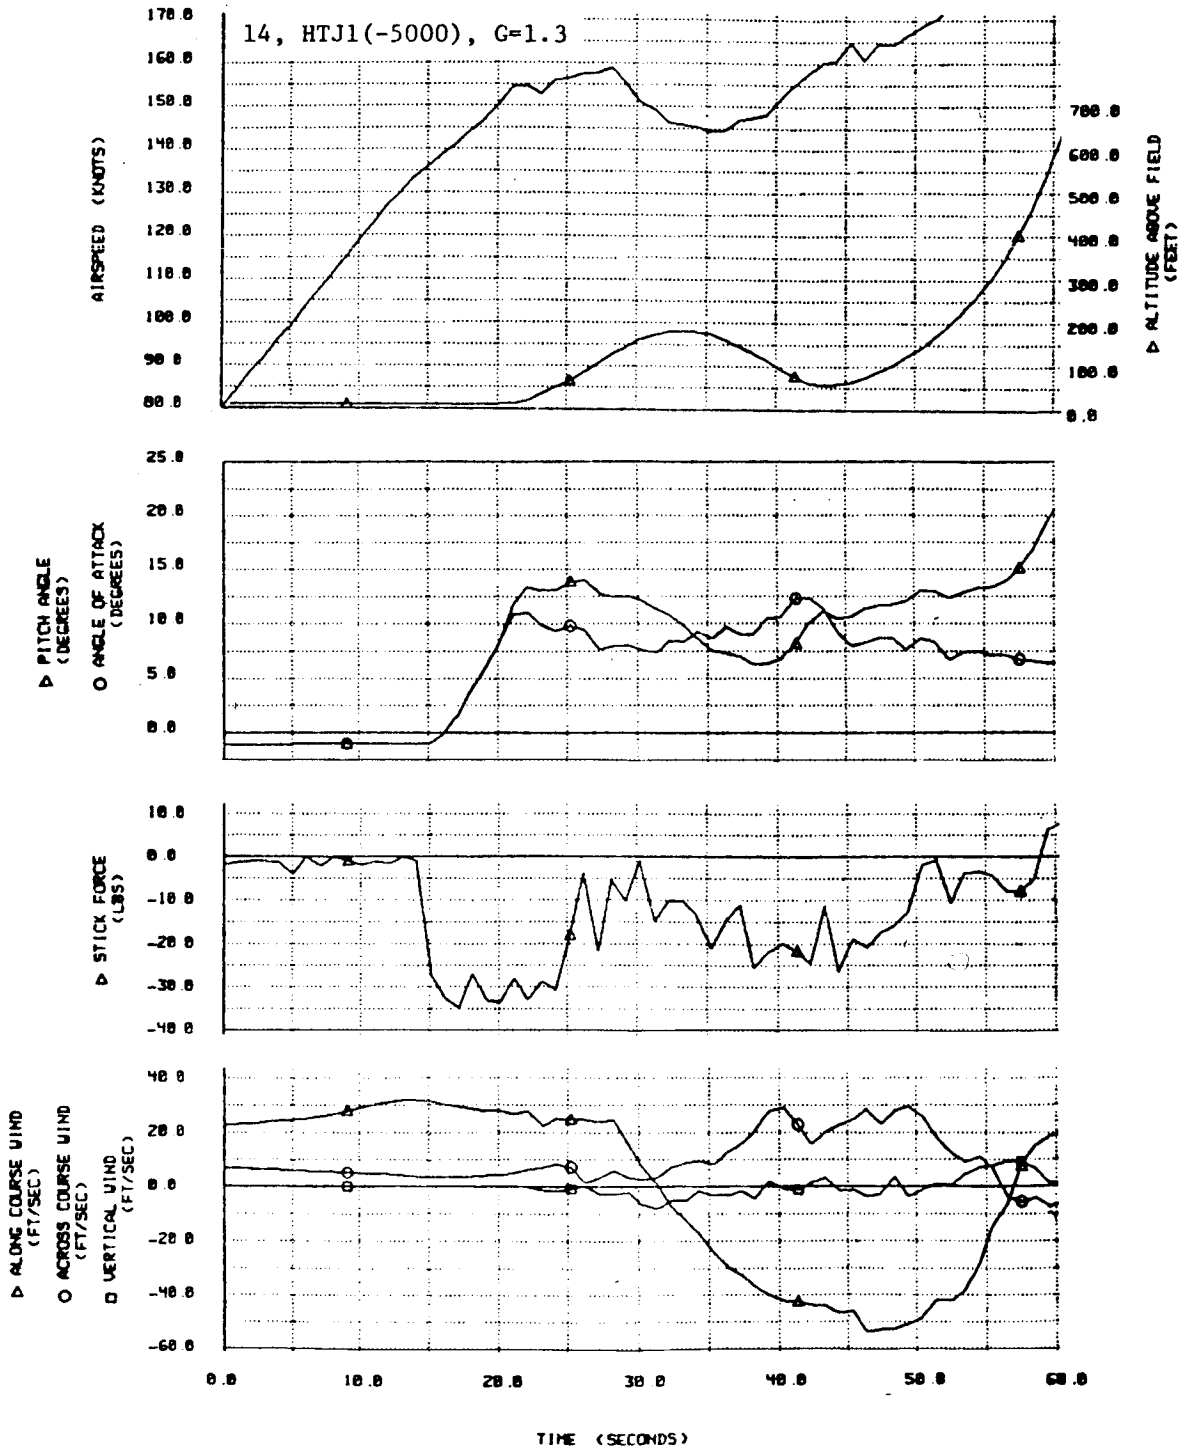 14, HTJ1(-5000), G=1.3
170.0
160.0
150.0
140.0
130.0
120.0
110.0
100.0
90.0
80.0
AIRSPEED (KNOTS)
700.0
600.0
500.0
400.0
300.0
200.0
100.0
0.0
ALTITUDE ABOVE FIELD
(FEET)
25.0
20.0
15.0
10.0
5.0
0.0
PITCH ANGLE
(DEGREES)
ANGLE OF ATTACK
(DEGREES)
10.0
0.0
-10.0
-20.0
-30.0
-40.0
STICK FORCE
(LBS)
40.0
20.0
0.0
-20.0
-40.0
-60.0
ALONG COURSE WIND
(FT/SEC)
ACROSS COURSE WIND
(FT/SEC)
VERTICAL WIND
(FT/SEC)
0.0 10.0 20.0 30.0 40.0 50.0 60.0
TIME (SECONDS)